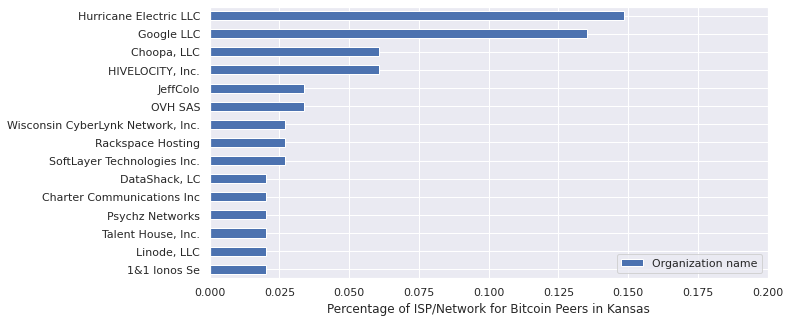 Hurricane Electric LLC
Google LLC
Choopa, LLC
HIVELOCITY, Inc.
JeffColo
OVH SAS
Wisconsin CyberLynk Network, Inc.
Rackspace Hosting
SoftLayer Technologies Inc.
DataShack, LC
Charter Communications Inc
Psychz Networks
Talent House, Inc.
Linode, LLC
1&1 Ionos Se
Organization name
0.000 0.025 0.050 0.075 0.100 0.125 0.150 0.175 0.200
Percentage of ISP/Network for Bitcoin Peers in Kansas